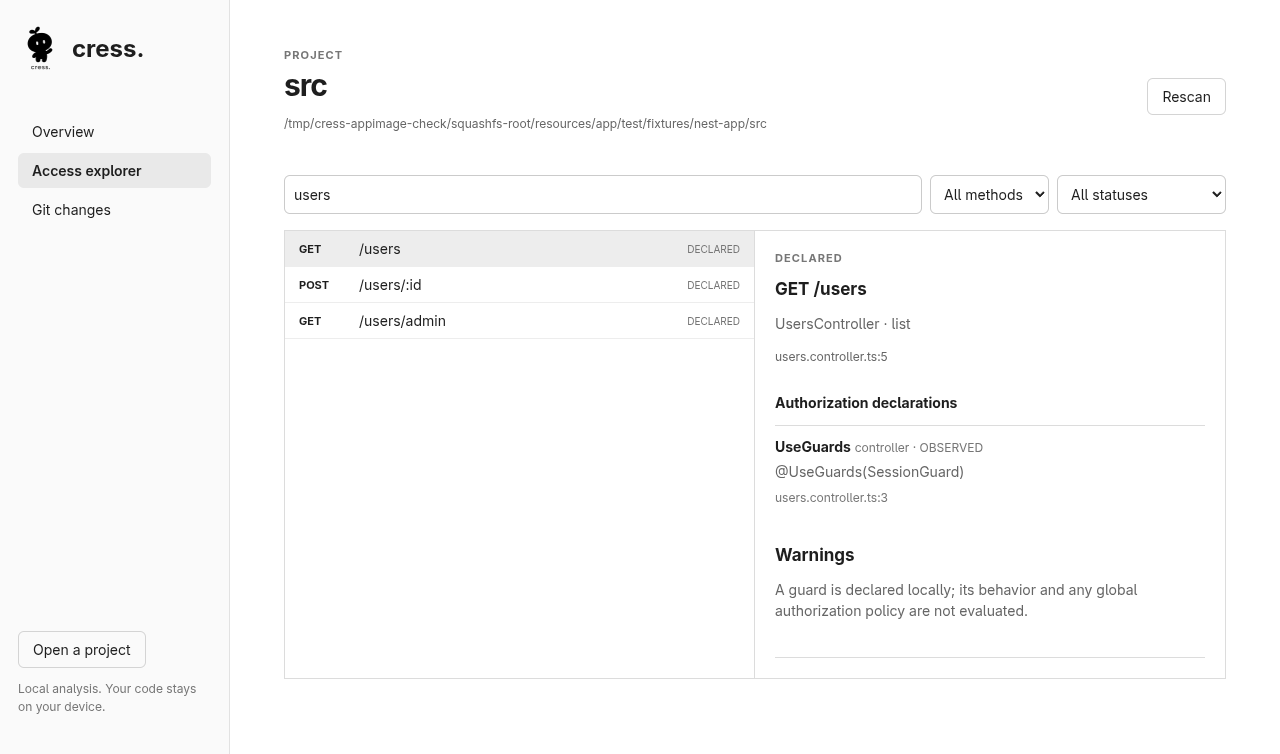 cress.
cress.
Overview
Access explorer
Git changes
Open a project
Local analysis. Your code stays
on your device.
PROJECT
src
/tmp/cress-appimage-check/squashfs-root/resources/app/test/fixtures/nest-app/src
Rescan
users
All methods
All statuses
GET /users DECLARED
POST /users/:id DECLARED
GET /users/admin DECLARED
DECLARED
GET /users
UsersController · list
users.controller.ts:5
Authorization declarations
UseGuards controller · OBSERVED
@UseGuards(SessionGuard)
users.controller.ts:3
Warnings
A guard is declared locally; its behavior and any global
authorization policy are not evaluated.